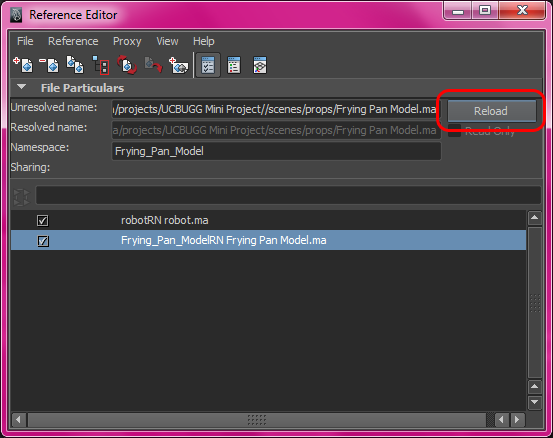 Reference Editor
File Reference Proxy View Help
File Particulars
Unresolved name: ı/projects/UCBUGG Mini Project//scenes/props/Frying Pan Model.ma Reload
Resolved name: a/projects/UCBUGG Mini Project/scenes/props/Frying Pan Model.ma Read Only
Namespace: Frying_Pan_Model
Sharing:
robotRN robot.ma
Frying_Pan_ModelRN Frying Pan Model.ma